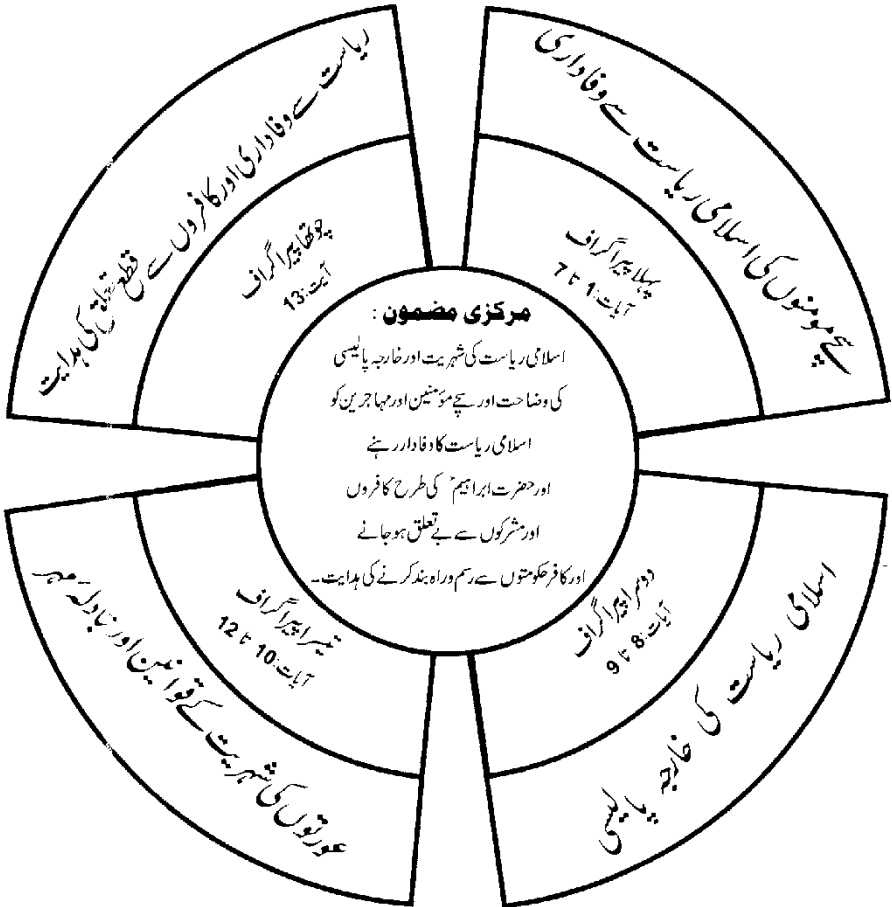 سچے مومنوں کی اسلامی ریاست سے وفاداری
پہلا پیراگراف
آیات: 1 تا 7
اسلامی ریاست کی خارجہ پالیسی
دوسرا پیراگراف
آیات: 8 تا 9
عورتوں کی شہریت کے قوانین اور تبادلۂ مہر
تیسرا پیراگراف
آیات: 10 تا 12
ریاست سے وفاداری اور کافروں سے قطع تعلق کی ہدایت
چوتھا پیراگراف
آیت: 13
مرکزی مضمون :
اسلامی ریاست کی شہریت اور خارجہ پالیسی
کی وضاحت اور سچے مؤمنین اور مہاجرین کو
اسلامی ریاست کا وفادار رہنے
اور حضرت ابراہیمؑ کی طرح کافروں
اور مشرکوں سے بے تعلق ہو جانے
اور کافر حکومتوں سے رسم و راہ بند کرنے کی ہدایت۔